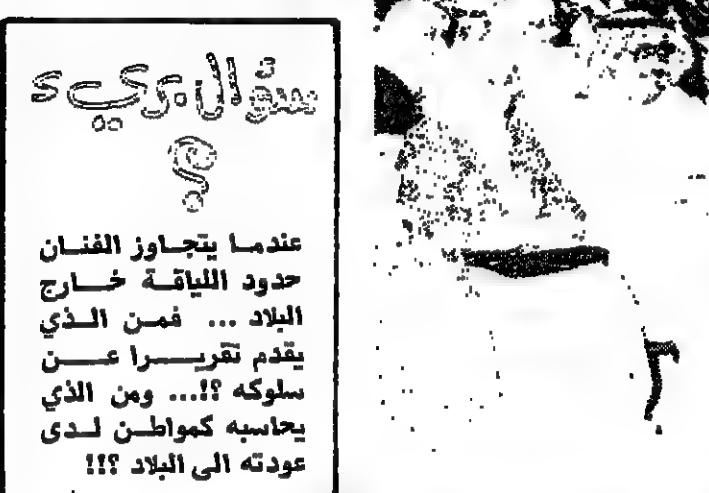 سؤال بريء
؟
عندما يتجاوز الفنان
حدود اللياقة خارج
البلاد ... فمن الذي
يقدم تقريرا عن
سلوكه ؟!... ومن الذي
يحاسبه كمواطن لدى
عودته الى البلاد ؟!!